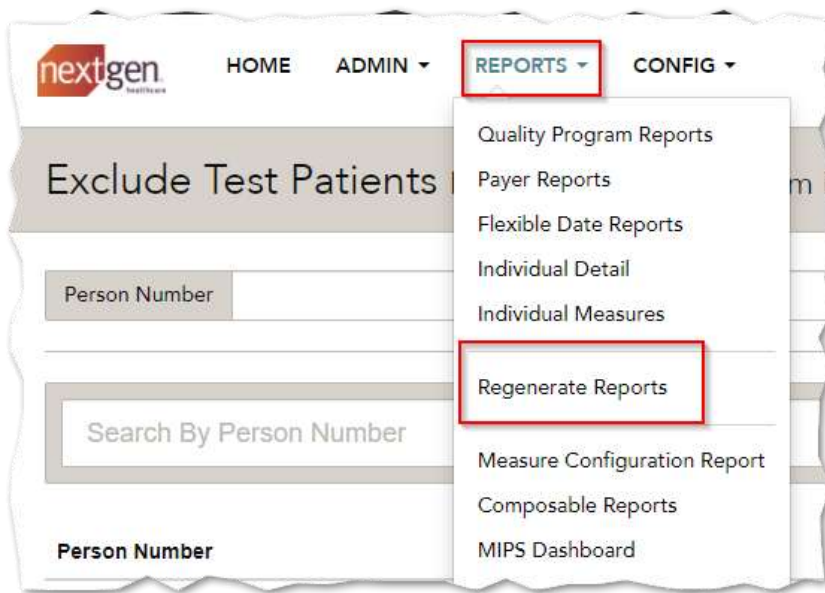 nextgen
healthcare
HOME ADMIN REPORTS CONFIG
Exclude Test Patients
Quality Program Reports
Payer Reports
Flexible Date Reports
Individual Detail
Individual Measures
Regenerate Reports
Measure Configuration Report
Composable Reports
MIPS Dashboard
Person Number
Search By Person Number
Person Number